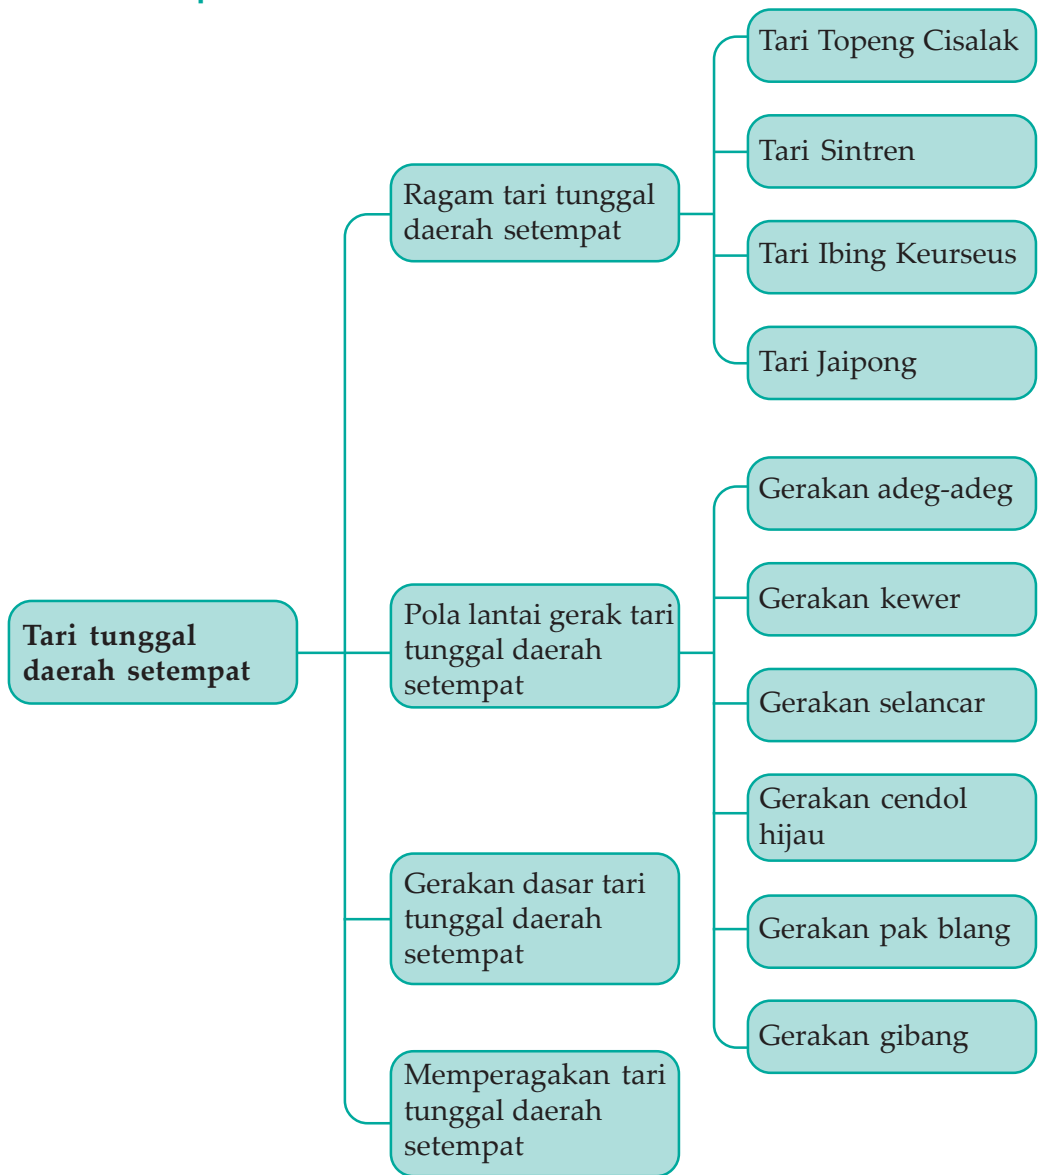 Tari tunggal
daerah setempat
Ragam tari tunggal
daerah setempat
Tari Topeng Cisalak
Tari Sintren
Tari Ibing Keurseus
Tari Jaipong
Pola lantai gerak tari
tunggal daerah
setempat
Gerakan adeg-adeg
Gerakan kewer
Gerakan selancar
Gerakan cendol
hijau
Gerakan pak blang
Gerakan gibang
Gerakan dasar tari
tunggal daerah
setempat
Memperagakan tari
tunggal daerah
setempat